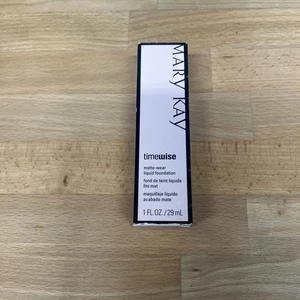 MARY KAY
timewise
matte-wear
liquid foundation
fond de teint liquide
fini mat
maquillaje líquido
acabado mate
1 FL. OZ. / 29 mL